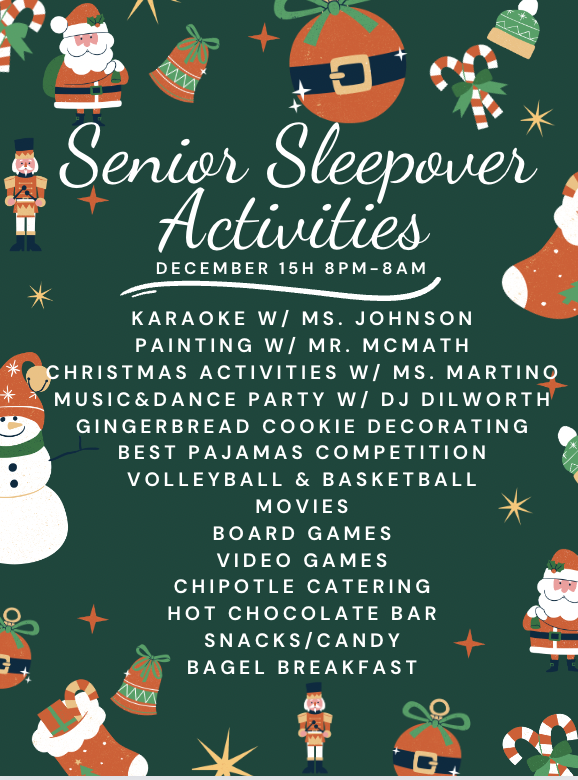 Senior Sleepover
Activities
DECEMBER 15H 8PM-8AM
KARAOKE W/ MS. JOHNSON
PAINTING W/ MR. MCMATH
CHRISTMAS ACTIVITIES W/ MS. MARTINO
MUSIC&DANCE PARTY W/ DJ DILWORTH
GINGERBREAD COOKIE DECORATING
BEST PAJAMAS COMPETITION
VOLLEYBALL & BASKETBALL
MOVIES
BOARD GAMES
VIDEO GAMES
CHIPOTLE CATERING
HOT CHOCOLATE BAR
SNACKS/CANDY
BAGEL BREAKFAST